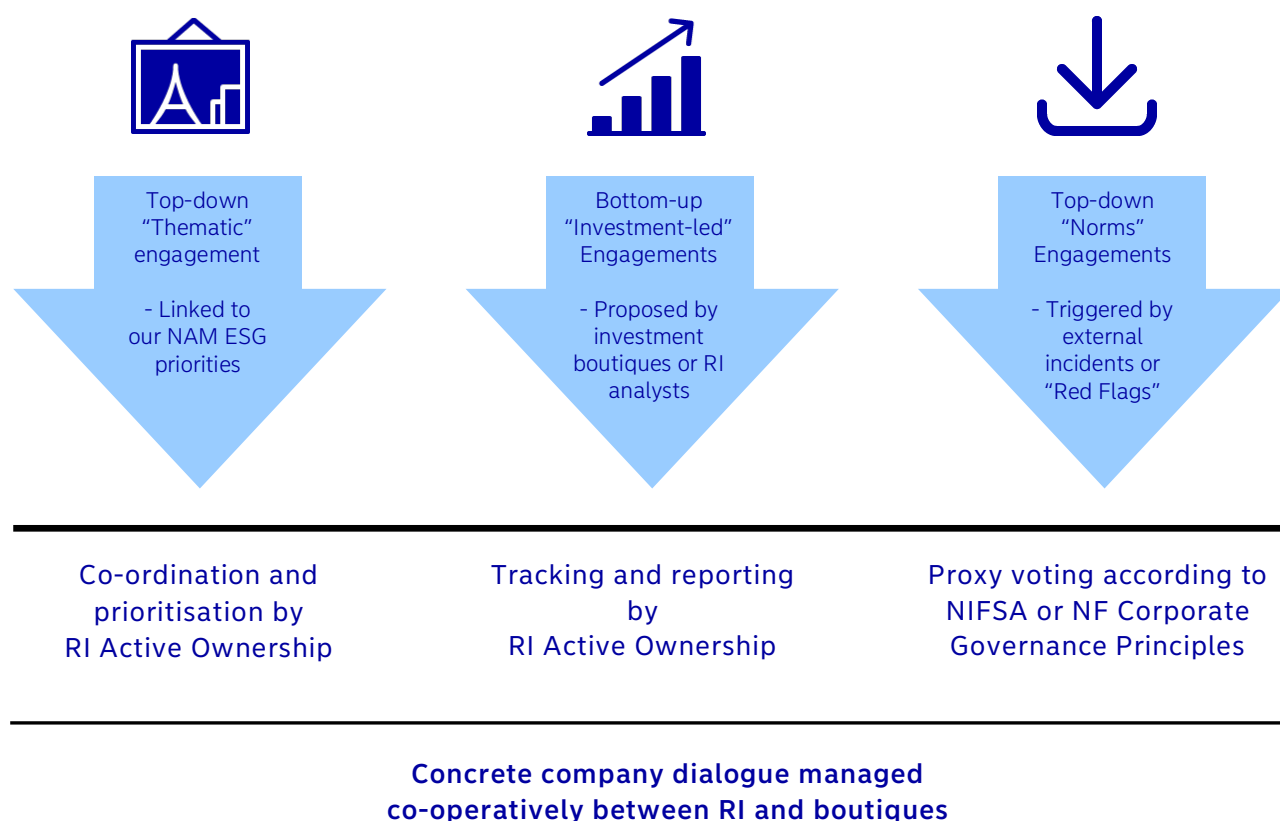 Top-down
“Thematic”
engagement
- Linked to
our NAM ESG
priorities
Bottom-up
“Investment-led”
Engagements
- Proposed by
investment
boutiques or RI
analysts
Top-down
“Norms”
Engagements
- Triggered by
external
incidents or
“Red Flags”
Co-ordination and
prioritisation by
RI Active Ownership
Tracking and reporting
by
RI Active Ownership
Proxy voting according to
NIFSA or NF Corporate
Governance Principles
Concrete company dialogue managed
co-operatively between RI and boutiques